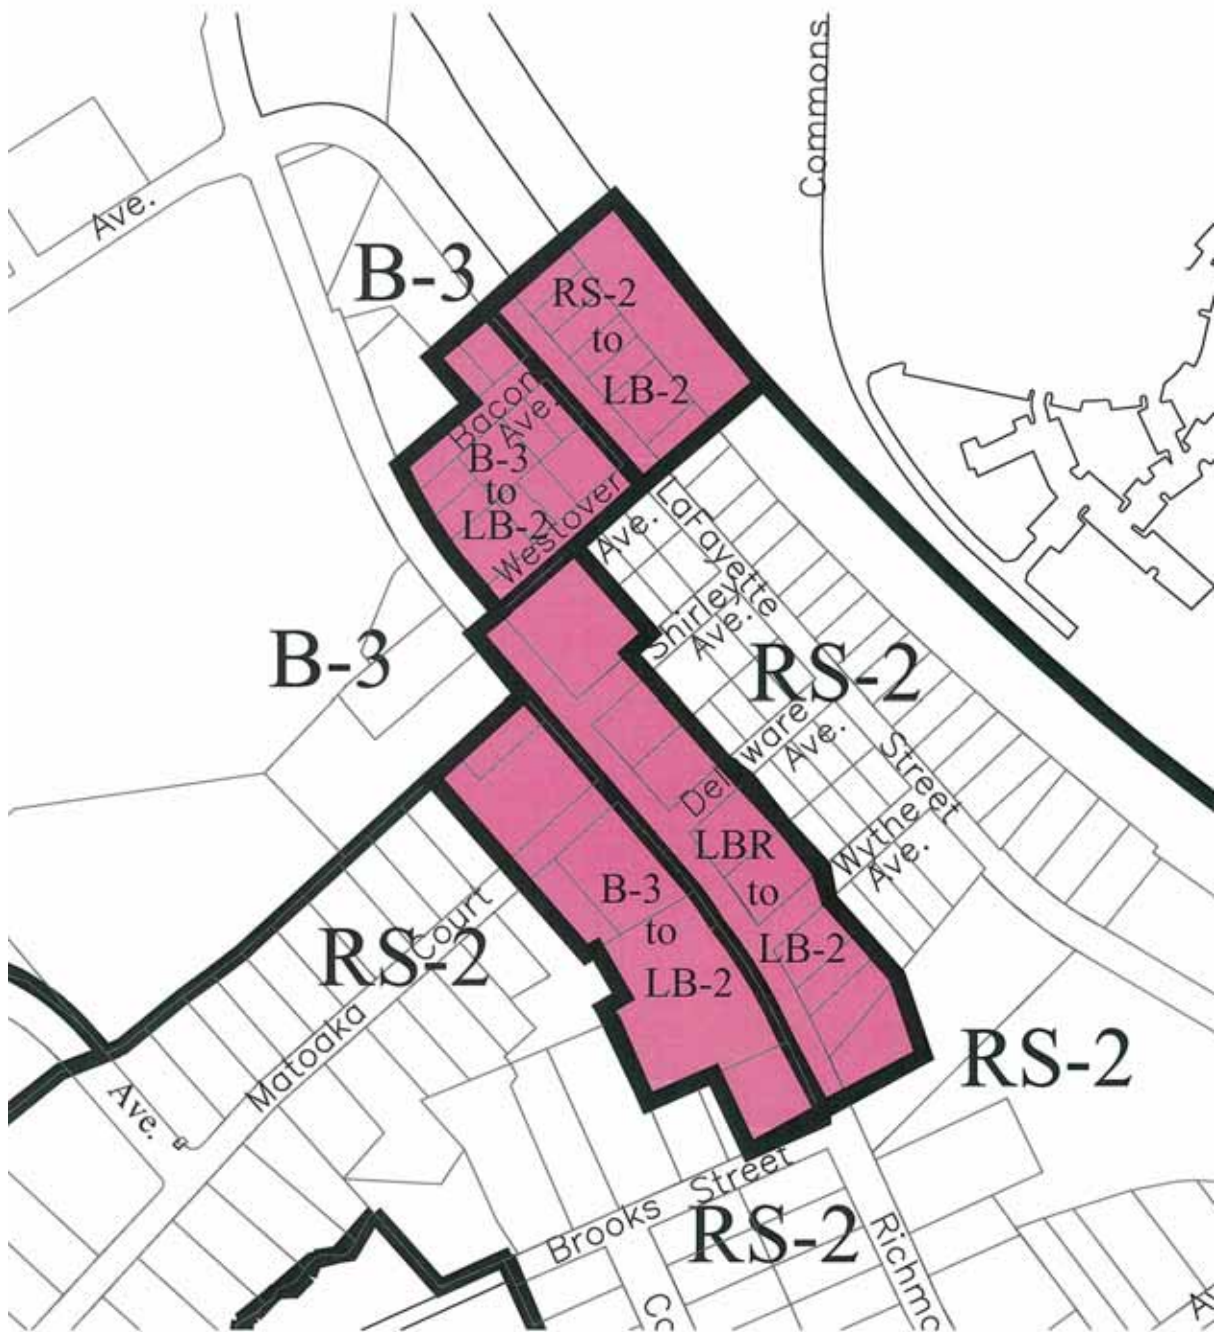 Commons
Ave.
B-3
RS-2
to
LB-2
Bacon
Ave.
B-3
to
LB-2
Westover
Ave.
LaFayette
Street
Shirley
Ave.
B-3
RS-2
Ave.
Wythe
Ave.
LBR
to
LB-2
B-3
to
LB-2
RS-2
Matoaka
Court
Ave.
RS-2
Brooks Street
RS-2